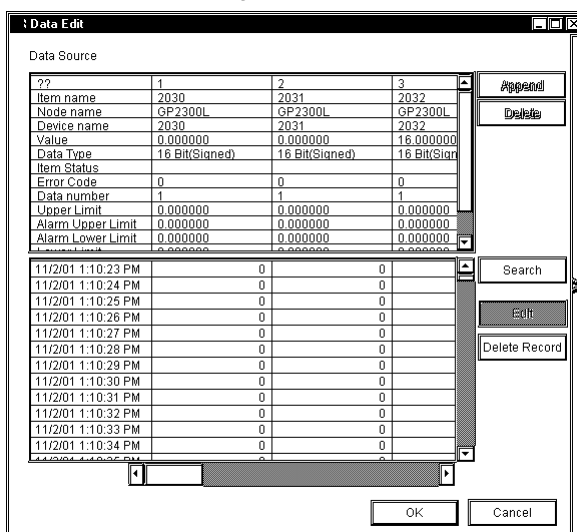 Data Edit
Data Source
?? 1 2 3
Item name 2030 2031 2032
Node name GP2300L GP2300L GP2300L
Device name 2030 2031 2032
Value 0.000000 0.000000 16.000000
Data Type 16 Bit(Signed) 16 Bit(Signed) 16 Bit(Sign
Item Status
Error Code 0 0 0
Data number 1 1 1
Upper Limit 0.000000 0.000000 0.000000
Alarm Upper Limit 0.000000 0.000000 0.000000
Alarm Lower Limit 0.000000 0.000000 0.000000
Append
Delete
11/2/01 1:10:23 PM 0 0
11/2/01 1:10:24 PM 0 0
11/2/01 1:10:25 PM 0 0
11/2/01 1:10:26 PM 0 0
11/2/01 1:10:27 PM 0 0
11/2/01 1:10:28 PM 0 0
11/2/01 1:10:29 PM 0 0
11/2/01 1:10:30 PM 0 0
11/2/01 1:10:31 PM 0 0
11/2/01 1:10:32 PM 0 0
11/2/01 1:10:33 PM 0 0
11/2/01 1:10:34 PM 0 0
Search
Edit
Delete Record
OK Cancel